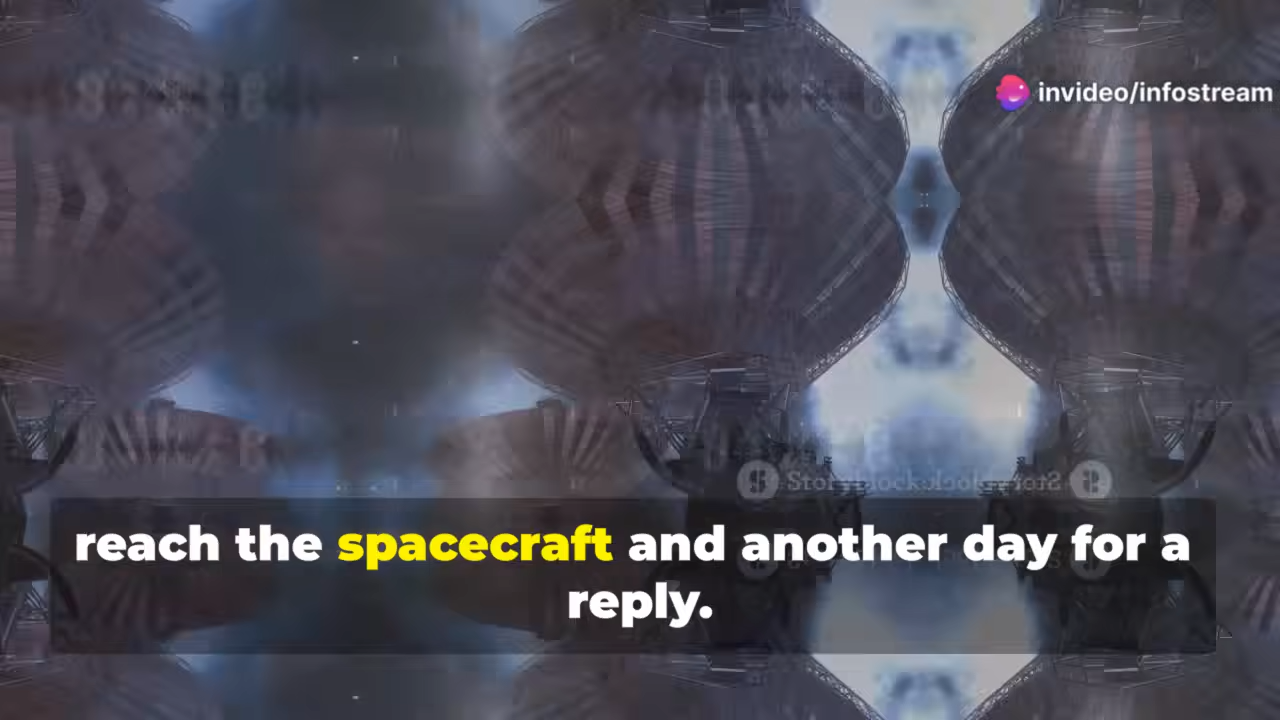 invideo/infostream
reach the spacecraft and another day for a
reply.